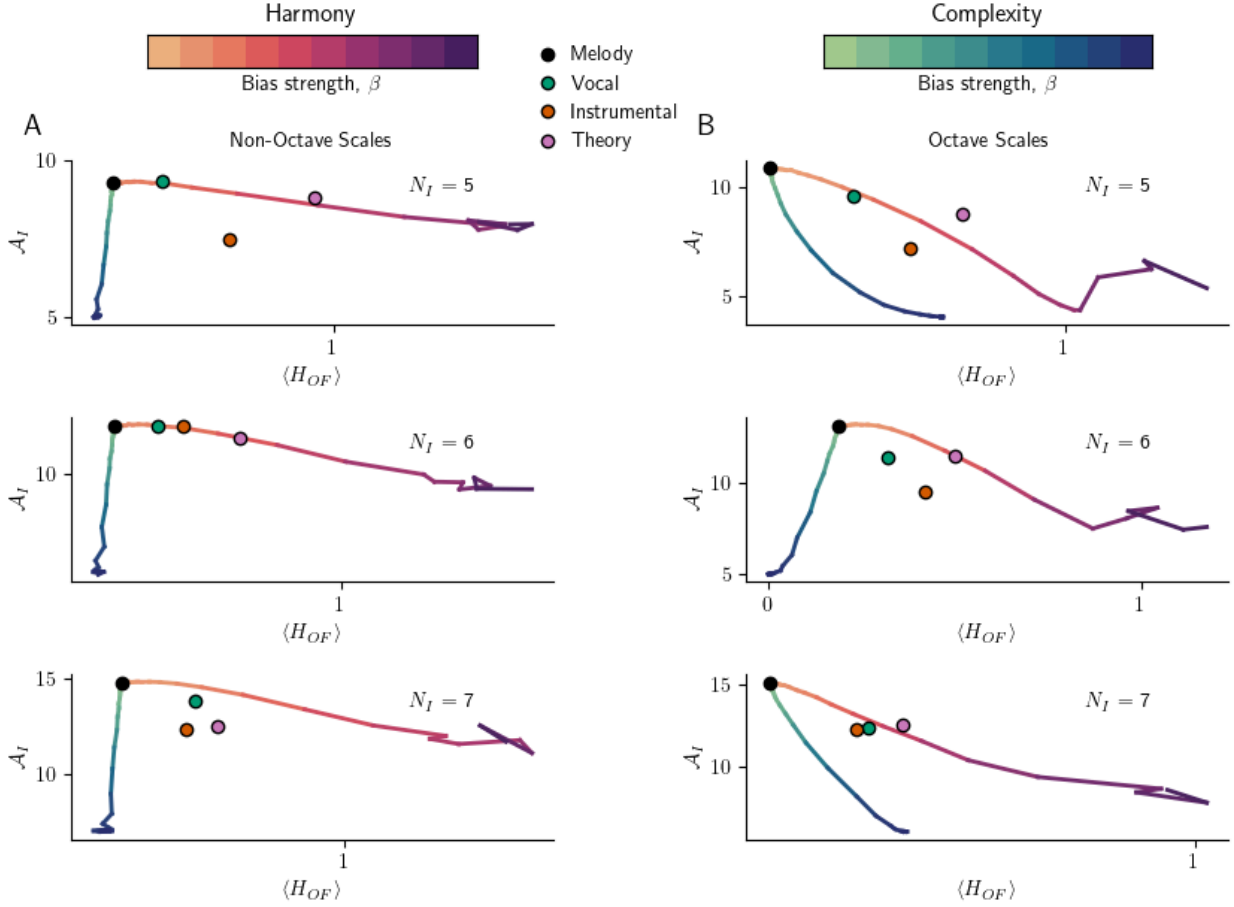 Harmony
Bias strength, β
Melody
Vocal
Instrumental
Theory
Complexity
Bias strength, β
A
Non-Octave Scales
N_I = 5
10
5
A_I
1
⟨H_OF⟩
B
Octave Scales
N_I = 5
10
5
A_I
1
⟨H_OF⟩
N_I = 6
10
A_I
1
⟨H_OF⟩
N_I = 6
10
5
A_I
0 1
⟨H_OF⟩
N_I = 7
15
10
A_I
1
⟨H_OF⟩
N_I = 7
15
10
A_I
1
⟨H_OF⟩